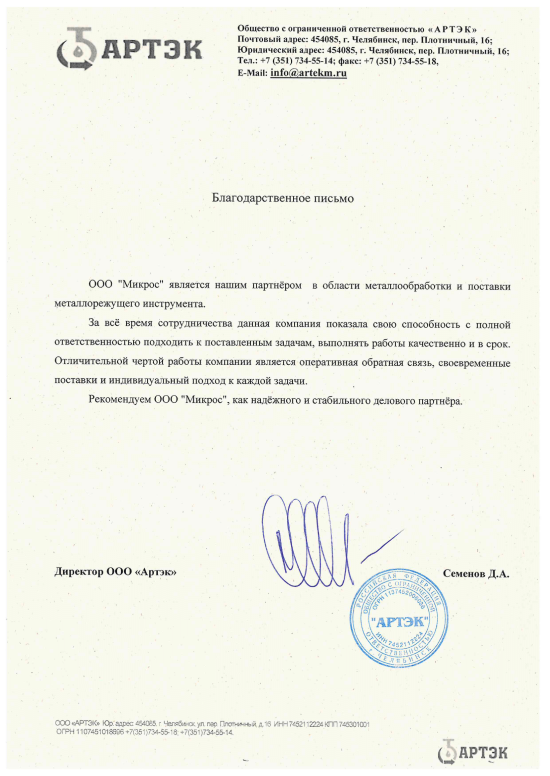 АРТЭК
Общество с ограниченной ответственностью «АРТЭК»
Почтовый адрес: 454085, г. Челябинск, пер. Плотничный, 16;
Юридический адрес: 454085, г. Челябинск, пер. Плотничный, 16;
Тел.: +7 (351) 734-55-14; факс: +7 (351) 734-55-18,
E-Mail: info@artekm.ru
Благодарственное письмо
ООО "Микрос" является нашим партнёром в области металлообработки и поставки
металлорежущего инструмента.
За всё время сотрудничества данная компания показала свою способность с полной
ответственностью подходить к поставленным задачам, выполнять работы качественно и в срок.
Отличительной чертой работы компании является оперативная обратная связь, своевременные
поставки и индивидуальный подход к каждой задачи.
Рекомендуем ООО "Микрос", как надёжного и стабильного делового партнёра.
Директор ООО «Артэк»
Семенов Д.А.
РОССИЙСКАЯ ФЕДЕРАЦИЯ
ОБЩЕСТВО С ОГРАНИЧЕННОЙ
ОГРН
"АРТЭК"
ИНН 7452112224
ОТВЕТСТВЕННОСТЬЮ
г. ЧЕЛЯБИНСК
ООО «АРТЭК» Юр. адрес: 454085, г. Челябинск, ул. пер. Плотничный, д.16 ИНН 7452112224 КПП 745301001
+7(351)734-55-18; +7(351)734-55-14.
АРТЭК